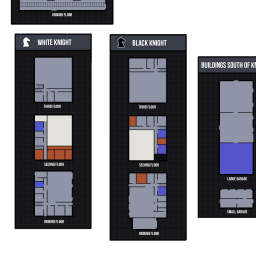 GROUND FLOOR
WHITE KNIGHT
THIRD FLOOR
SECOND FLOOR
GROUND FLOOR
BLACK KNIGHT
THIRD FLOOR
SECOND FLOOR
GROUND FLOOR
BUILDINGS SOUTH OF KN
LARGE GARAGE
SMALL GARAGE